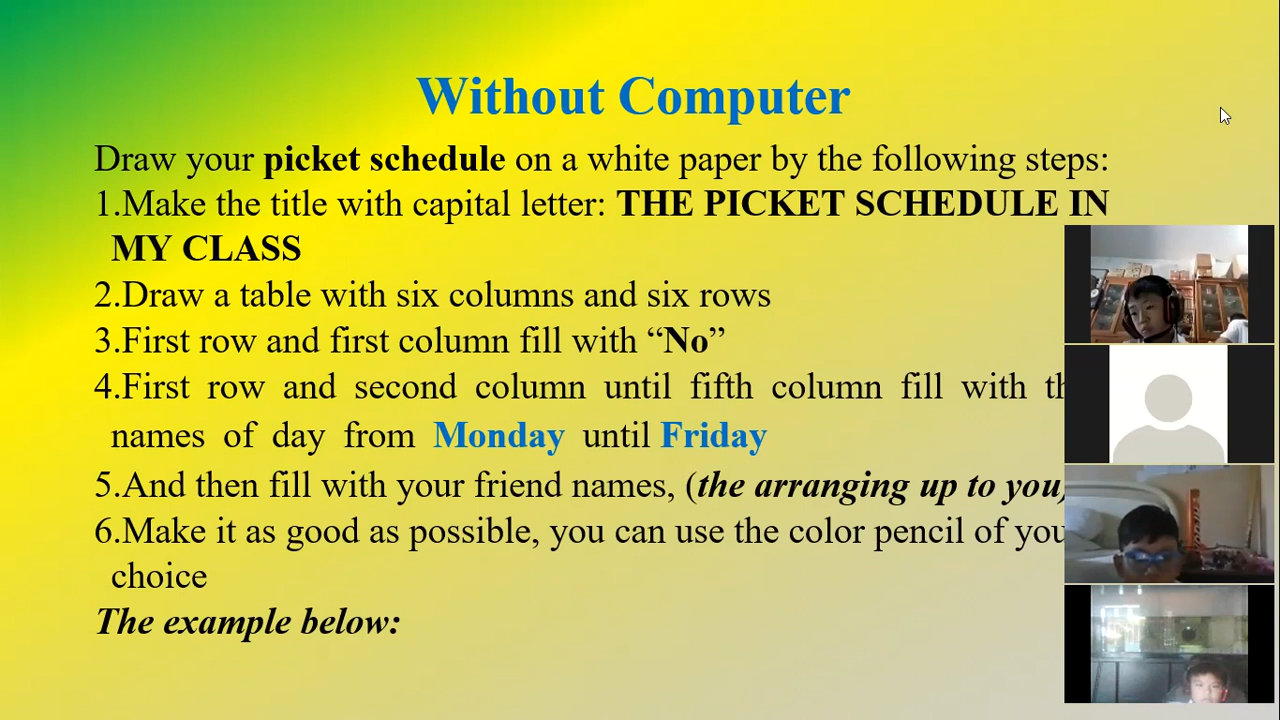 Without Computer
Draw your picket schedule on a white paper by the following steps:
1.Make the title with capital letter: THE PICKET SCHEDULE IN
MY CLASS
2.Draw a table with six columns and six rows
3.First row and first column fill with “No”
4.First row and second column until fifth column fill with
names of day from Monday until Friday
5.And then fill with your friend names, (the arranging up to you)
6.Make it as good as possible, you can use the color pencil of
choice
The example below: